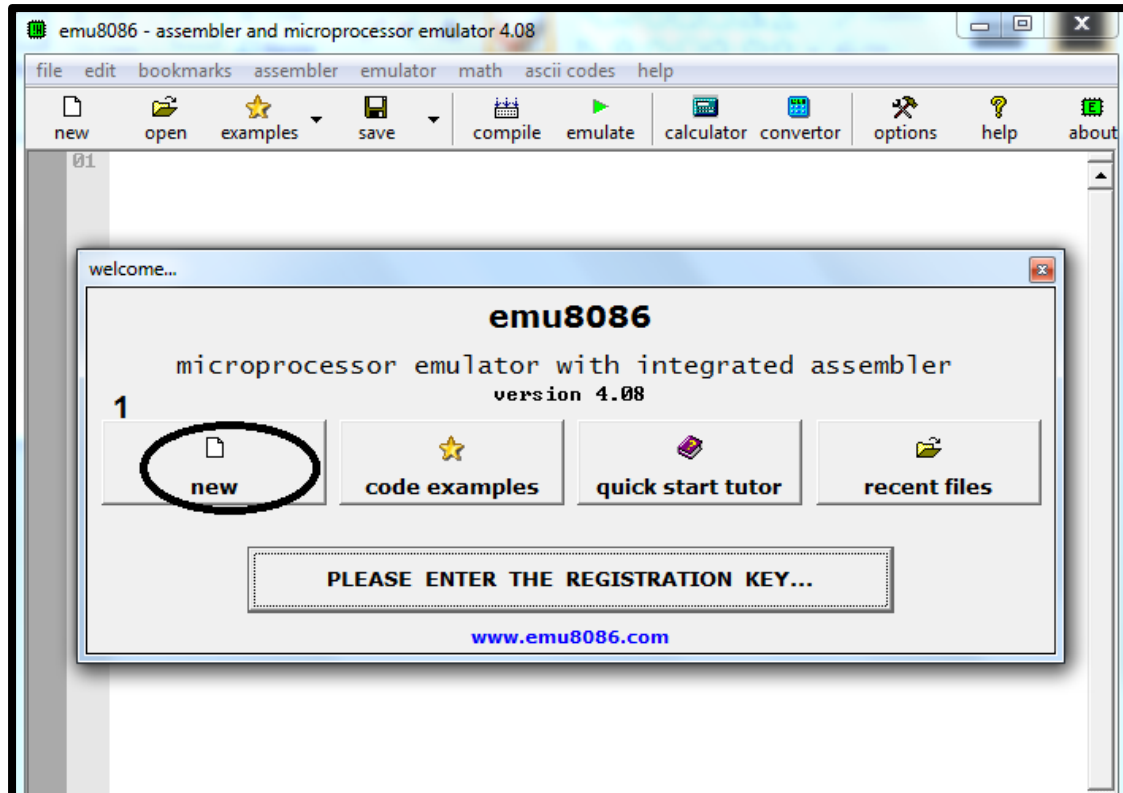 emu8086 - assembler and microprocessor emulator 4.08
file edit bookmarks assembler emulator math ascii codes help
new open examples save compile emulate calculator convertor options help about
01
welcome...
emu8086
microprocessor emulator with integrated assembler
version 4.08
1
new code examples quick start tutor recent files
PLEASE ENTER THE REGISTRATION KEY...
www.emu8086.com